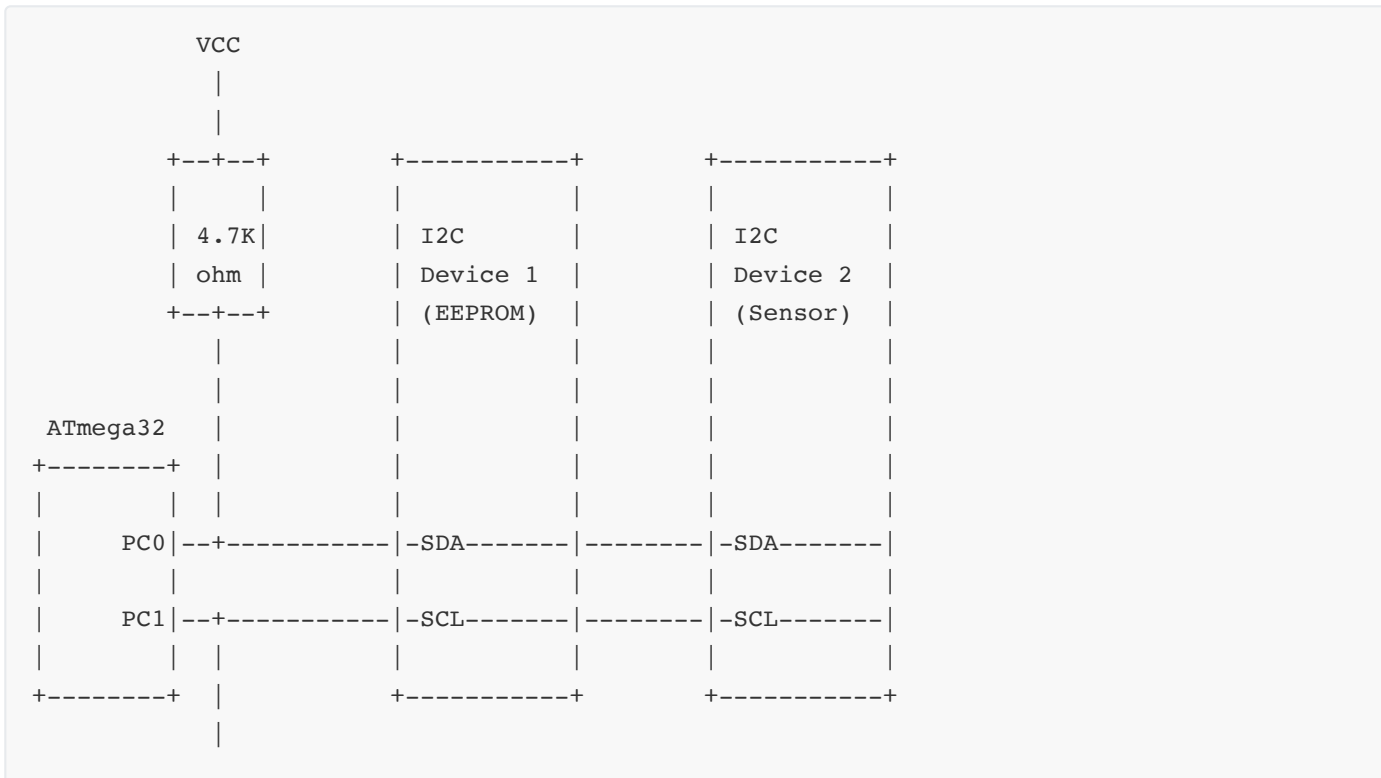 VCC
|
|
+--+--+ +-----------+ +-----------+
| | | | | |
| 4.7K| | I2C | | I2C |
| ohm | | Device 1 | | Device 2 |
+--+--+ | (EEPROM) | | (Sensor) |
| | | | |
| | | | |
ATmega32 | | | | |
+--------+ | | | | |
| | | | | | |
| PC0|--+-----------|-SDA-------|--------|-SDA-------|
| | | | | |
| PC1|--+-----------|-SCL-------|--------|-SCL-------|
| | | | | | |
+--------+ | +-----------+ +-----------+
|